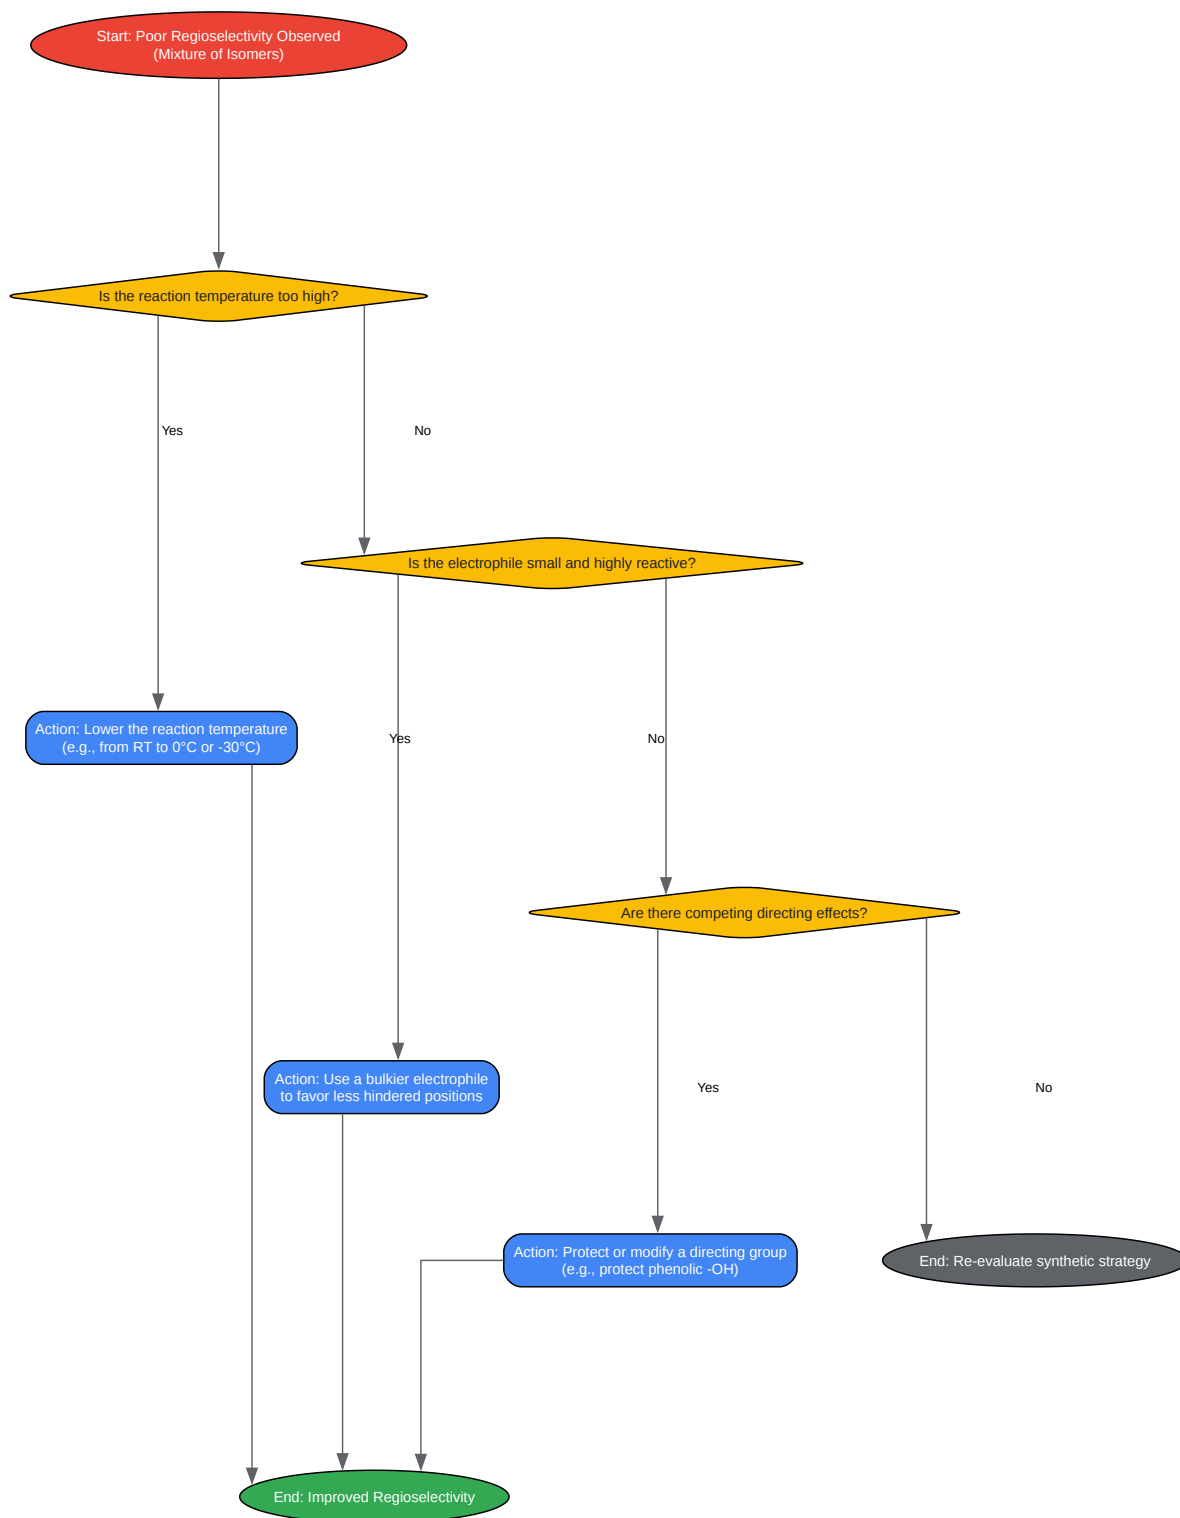 Start: Poor Regioselectivity Observed
(Mixture of Isomers)
Is the reaction temperature too high?
Yes
No
Is the electrophile small and highly reactive?
Action: Lower the reaction temperature
(e.g., from RT to 0°C or -30°C)
Yes
No
Are there competing directing effects?
Action: Use a bulkier electrophile
to favor less hindered positions
Yes
No
Action: Protect or modify a directing group
(e.g., protect phenolic -OH)
End: Re-evaluate synthetic strategy
End: Improved Regioselectivity